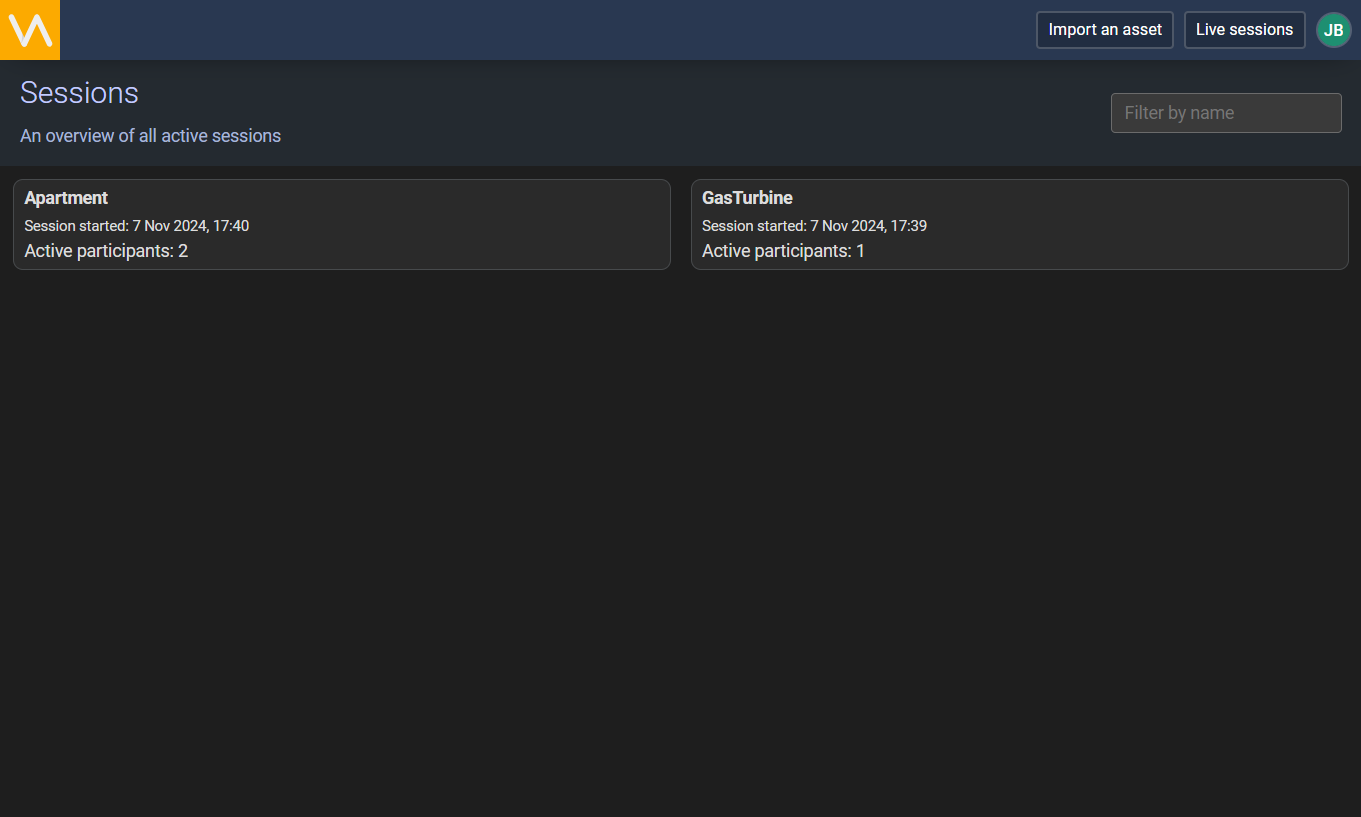 Import an asset
Live sessions
JB
Sessions
An overview of all active sessions
Filter by name
Apartment
Session started: 7 Nov 2024, 17:40
Active participants: 2
GasTurbine
Session started: 7 Nov 2024, 17:39
Active participants: 1